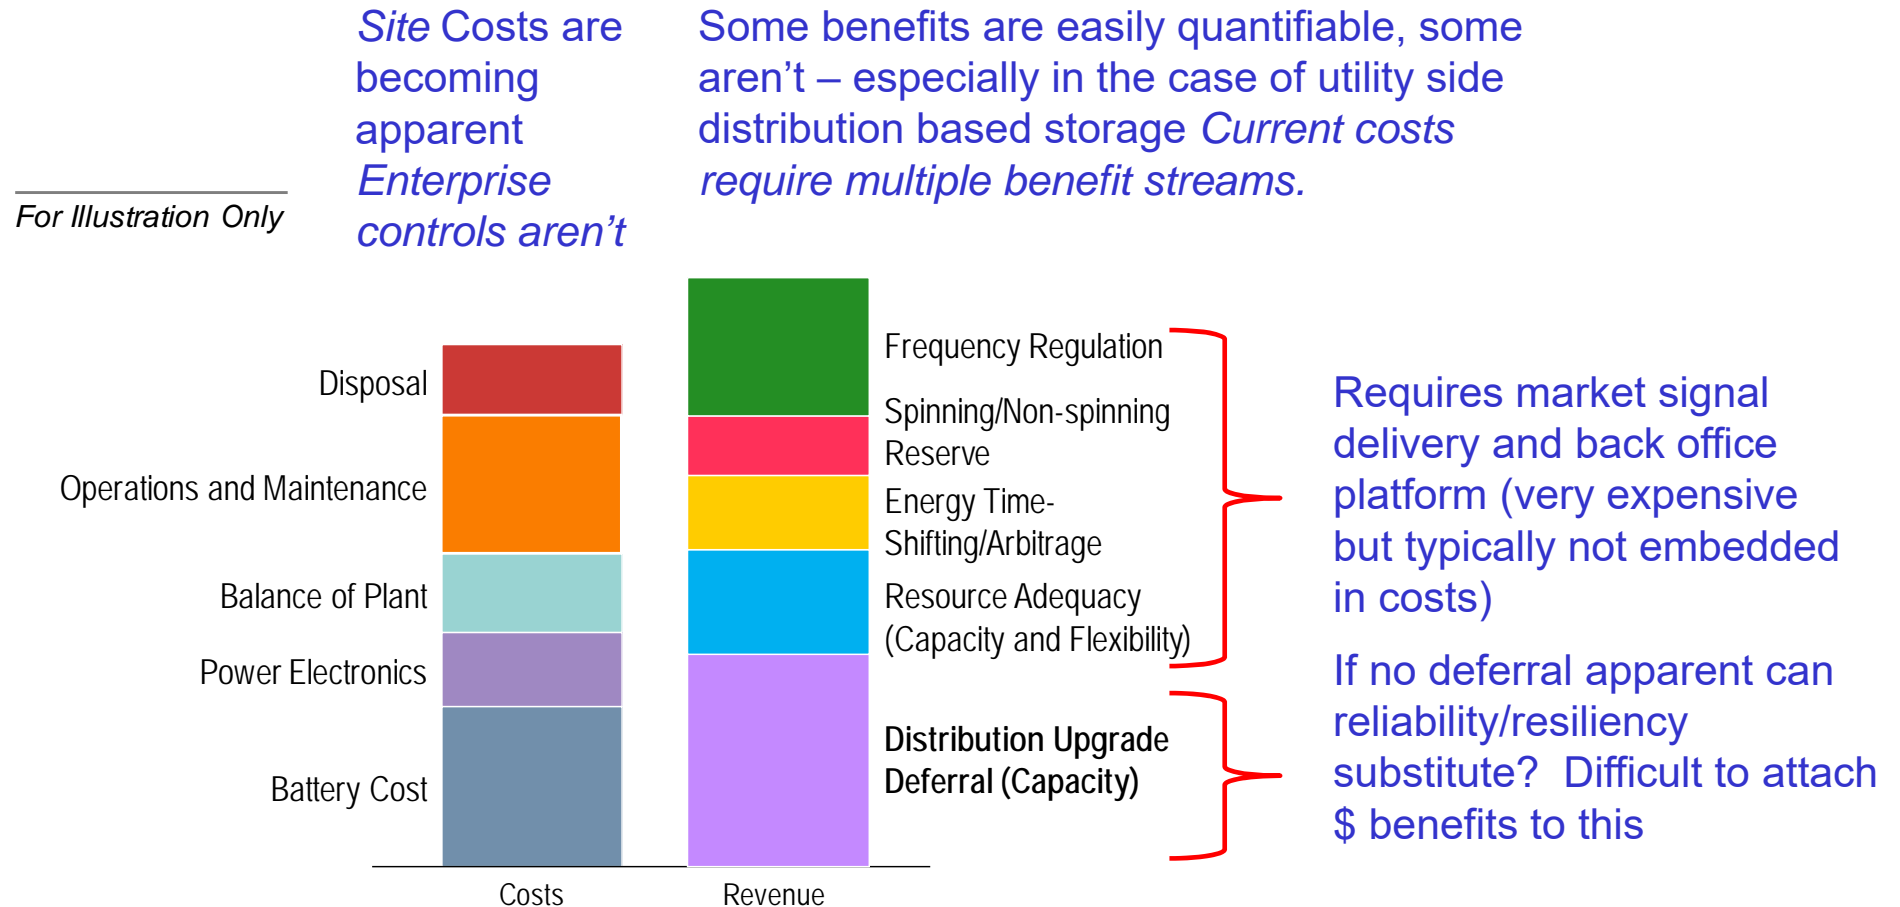 Site Costs are
becoming
apparent
Enterprise
controls aren’t
Some benefits are easily quantifiable, some
aren’t – especially in the case of utility side
distribution based storage Current costs
require multiple benefit streams.
For Illustration Only
Disposal
Operations and Maintenance
Balance of Plant
Power Electronics
Battery Cost
Frequency Regulation
Spinning/Non-spinning
Reserve
Energy Time-
Shifting/Arbitrage
Resource Adequacy
(Capacity and Flexibility)
Distribution Upgrade
Deferral (Capacity)
Requires market signal
delivery and back office
platform (very expensive
but typically not embedded
in costs)
If no deferral apparent can
reliability/resiliency
substitute? Difficult to attach
$ benefits to this
Costs
Revenue